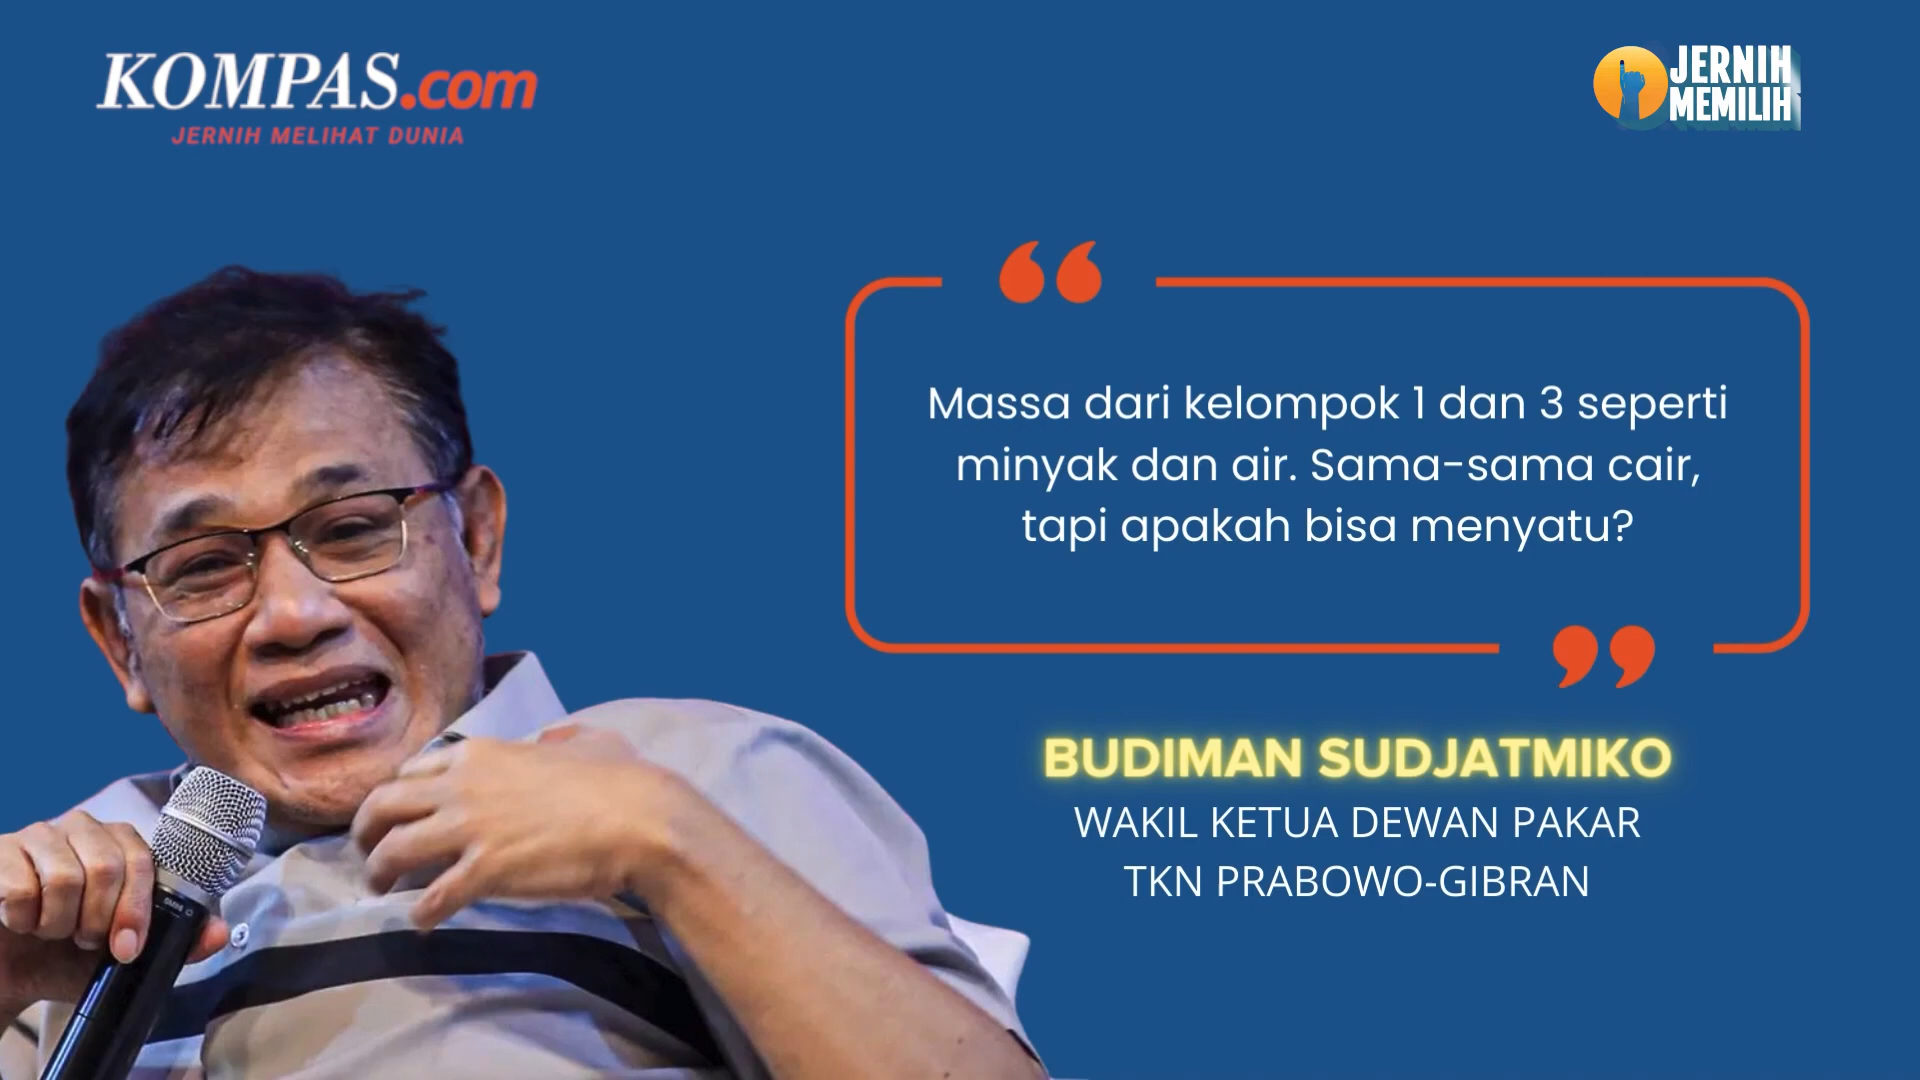 KOMPAS.com
JERNIH MELIHAT DUNIA
JERNIH
MEMILIH
Massa dari kelompok 1 dan 3 seperti
minyak dan air. Sama-sama cair,
tapi apakah bisa menyatu?
BUDIMAN SUDJATMIKO
WAKIL KETUA DEWAN PAKAR
TKN PRABOWO-GIBRAN